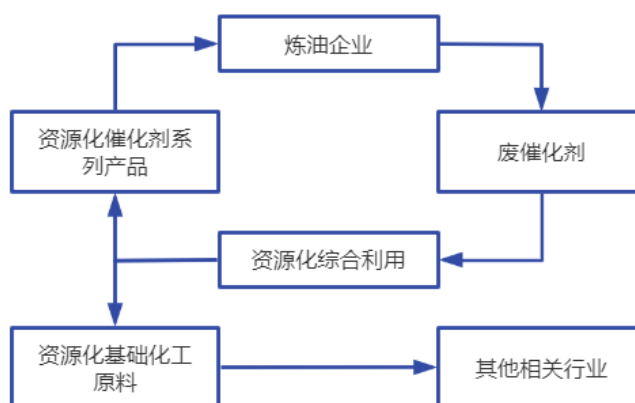 炼油企业
资源化催化剂系
列产品
废催化剂
资源化综合利用
资源化基础化工
原料
其他相关行业